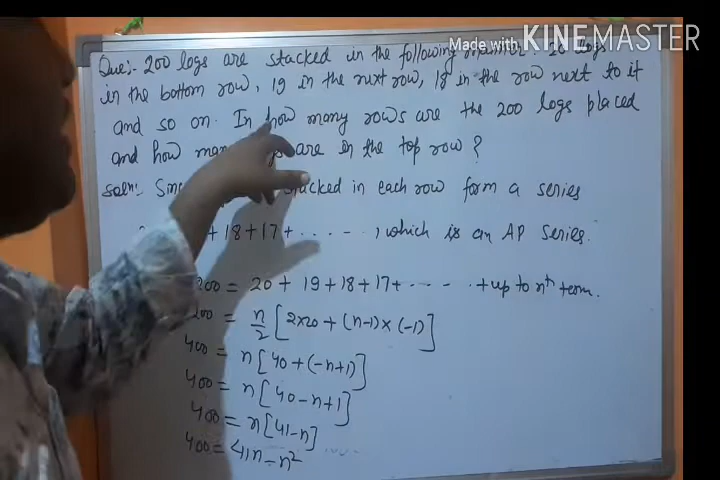 Made with KINEMASTER
Que:- 200 logs are stacked in the following manner. 20 logs
in the bottom row, 19 in the next row, 18 in the row next to it
and so on. In how many rows are the 200 logs placed
and how are in the top row?
soln:- stacked in each row form a series
+ 18 + 17 + ...... , which is an AP series.
200 = 20 + 19 + 18 + 17 + ...... + up to nth term.
200 = n/2 [2×20 + (n-1) × (-1)]
400 = n [40 + (-n+1)]
400 = n [40 - n + 1]
400 = n [41 - n]
400 = 41n - n²